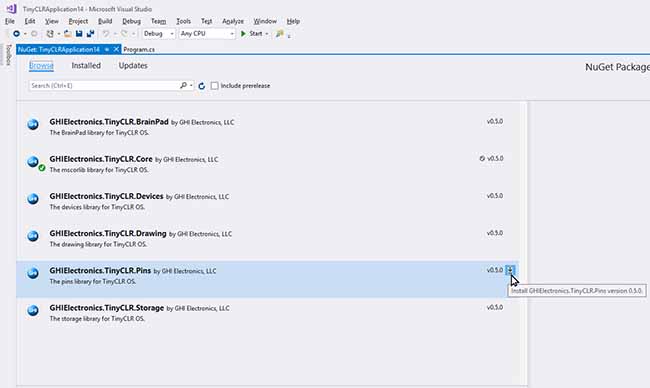 TinyCLRApplication14 - Microsoft Visual Studio
File Edit View Project Build Debug Team Tools Test Analyze Window Help
Debug Any CPU Start
Toolbox
NuGet: TinyCLRApplication14 Program.cs
Browse Installed Updates NuGet Package
Search (Ctrl+E) Include prerelease
GHIElectronics.TinyCLR.BrainPad by GHI Electronics, LLC v0.5.0
The BrainPad library for TinyCLR OS.
GHIElectronics.TinyCLR.Core by GHI Electronics, LLC v0.5.0
The mscorlib library for TinyCLR OS.
GHIElectronics.TinyCLR.Devices by GHI Electronics, LLC v0.5.0
The devices library for TinyCLR OS.
GHIElectronics.TinyCLR.Drawing by GHI Electronics, LLC v0.5.0
The drawing library for TinyCLR OS.
GHIElectronics.TinyCLR.Pins by GHI Electronics, LLC v0.5.0
The pins library for TinyCLR OS.
Install GHIElectronics.TinyCLR.Pins version 0.5.0.
GHIElectronics.TinyCLR.Storage by GHI Electronics, LLC v0.5.0
The storage library for TinyCLR OS.